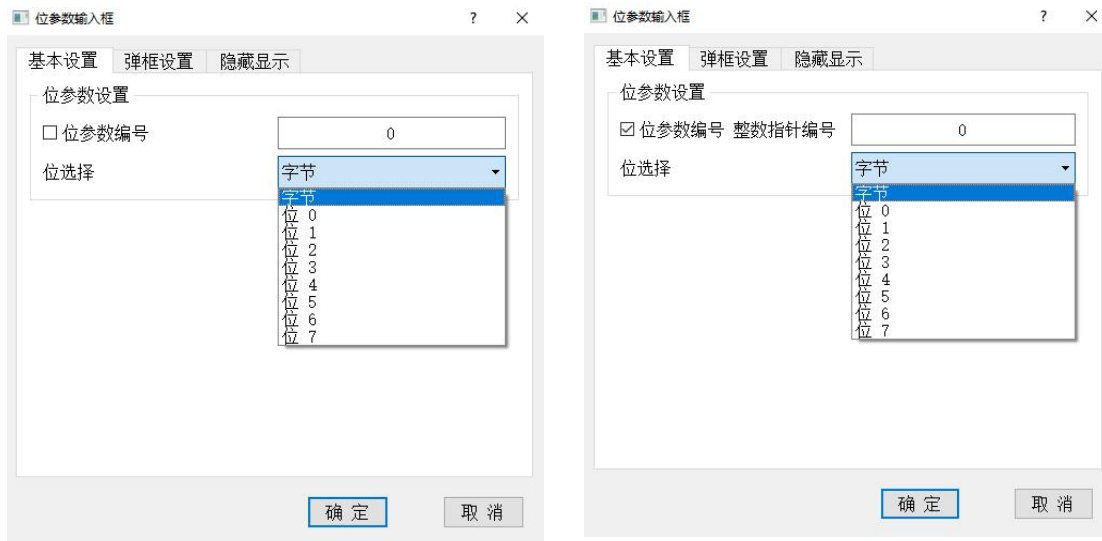 位参数输入框 ?
基本设置 弹框设置 隐藏显示
位参数设置
位参数编号 0
位选择 字节
字节
位 0
位 1
位 2
位 3
位 4
位 5
位 6
位 7
确 定 取 消
位参数输入框 ?
基本设置 弹框设置 隐藏显示
位参数设置
位参数编号 整数指针编号 0
位选择 字节
字节
位 0
位 1
位 2
位 3
位 4
位 5
位 6
位 7
确 定 取 消